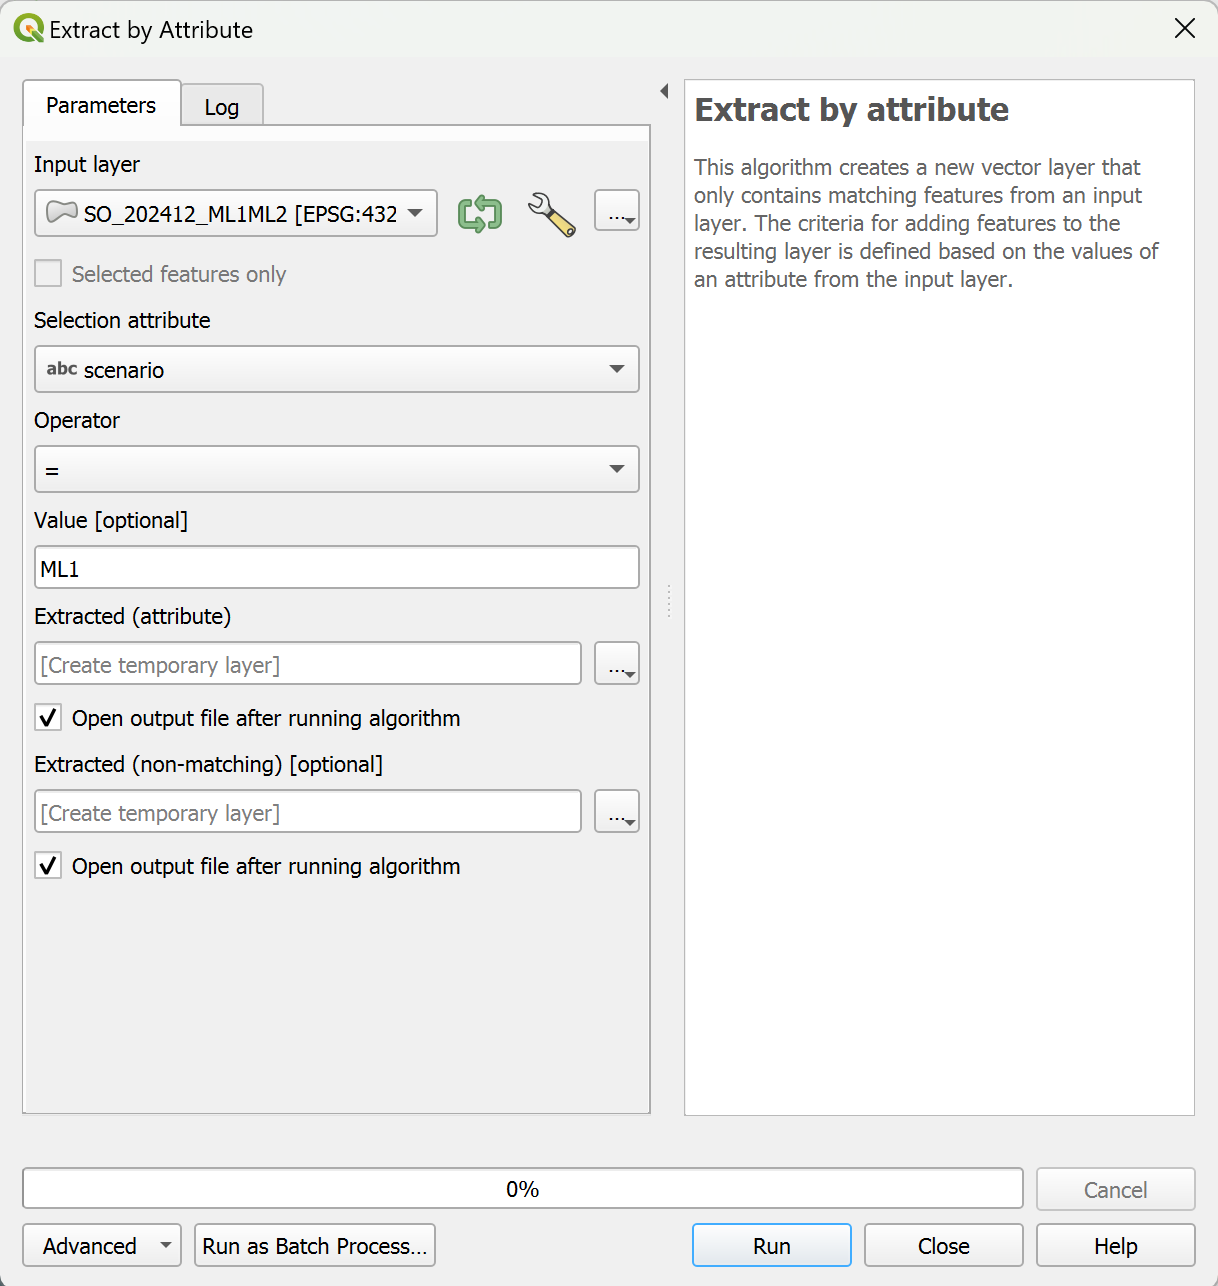 Extract by Attribute
Parameters
Log
Input layer
SO_202412_ML1ML2 [EPSG:432
...
Selected features only
Selection attribute
abc scenario
Operator
=
Value [optional]
ML1
Extracted (attribute)
[Create temporary layer]
...
Open output file after running algorithm
Extracted (non-matching) [optional]
[Create temporary layer]
...
Open output file after running algorithm
Extract by attribute
This algorithm creates a new vector layer that
only contains matching features from an input
layer. The criteria for adding features to the
resulting layer is defined based on the values of
an attribute from the input layer.
0%
Cancel
Advanced
Run as Batch Process...
Run
Close
Help